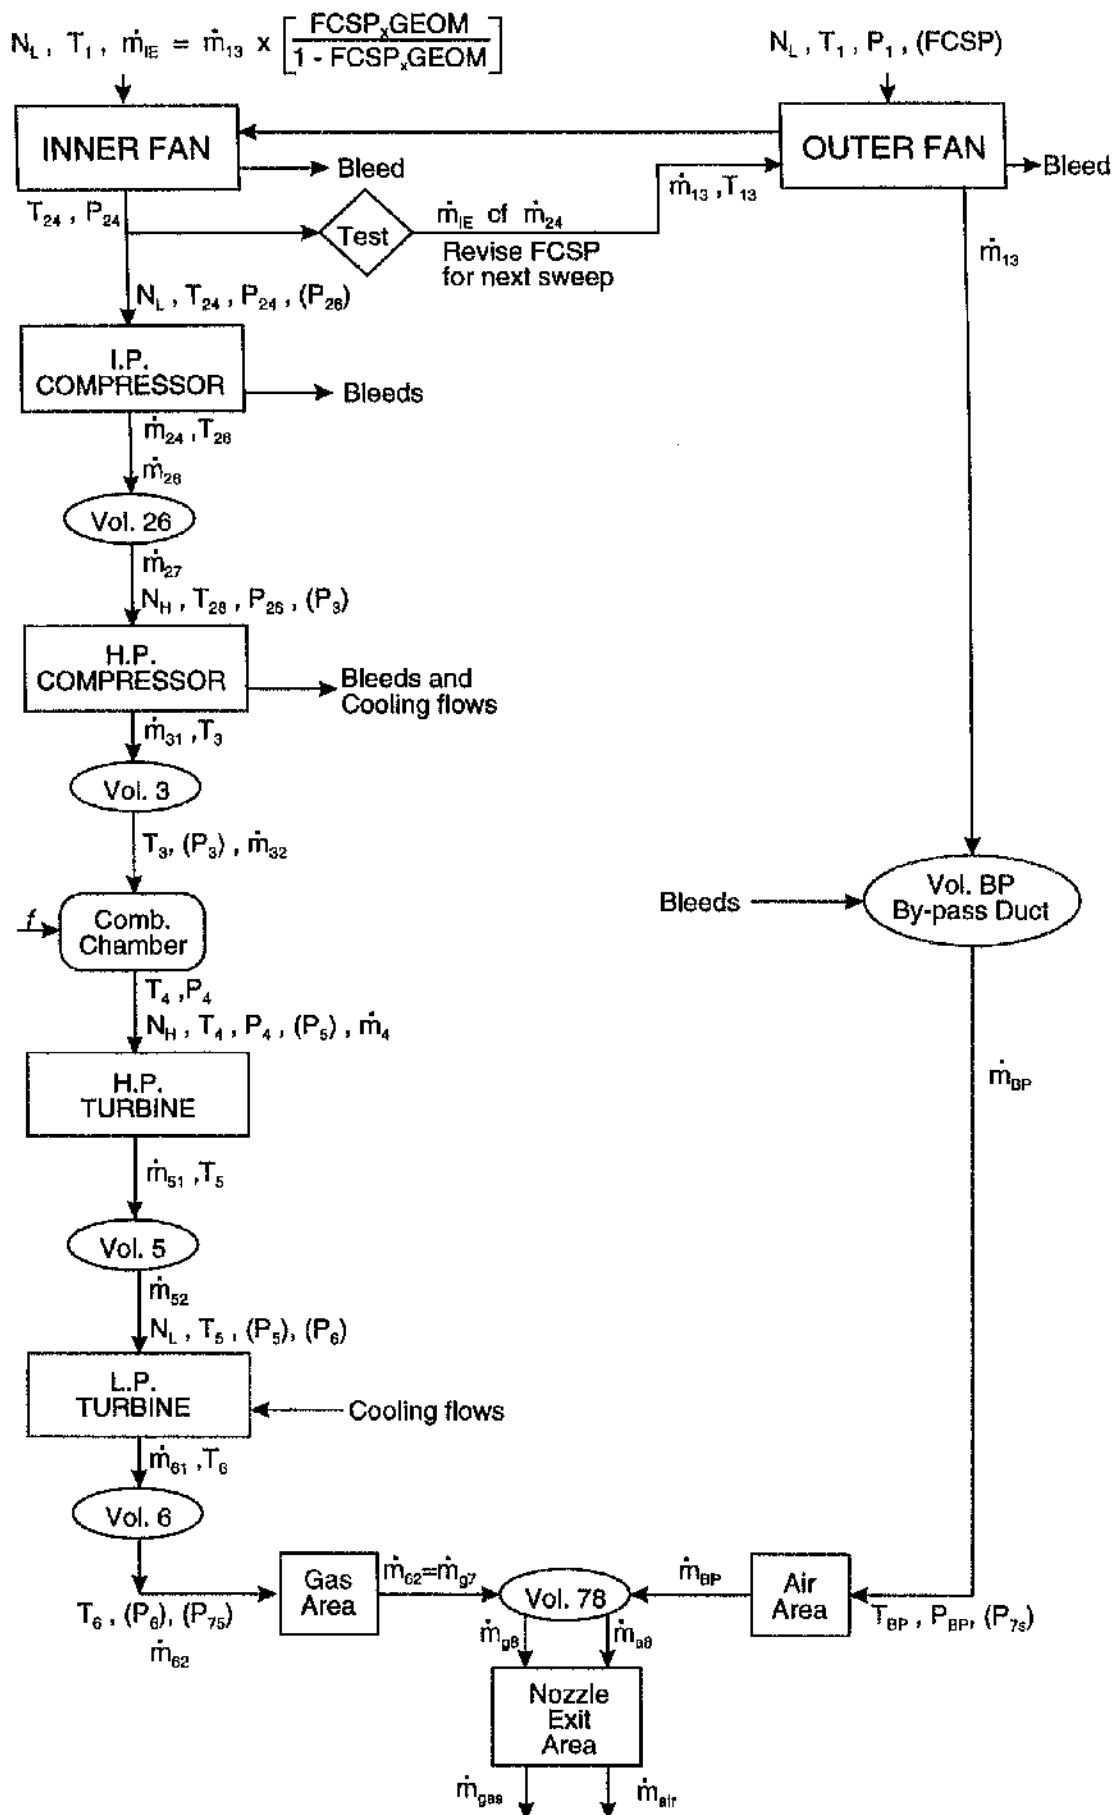 N_L , T_1 , ṁ_IE = ṁ_13 x [ FCSP_xGEOM / 1 - FCSP_xGEOM ]
N_L , T_1 , P_1 , (FCSP)
INNER FAN
OUTER FAN
Bleed
Bleed
T_24 , P_24
Test
ṁ_IE of ṁ_24
Revise FCSP
for next sweep
ṁ_13 , T_13
ṁ_13
N_L , T_24 , P_24 , (P_26)
I.P.
COMPRESSOR
Bleeds
ṁ_24 , T_26
ṁ_26
Vol. 26
ṁ_27
N_H , T_26 , P_26 , (P_3)
H.P.
COMPRESSOR
Bleeds and
Cooling flows
ṁ_31 , T_3
Vol. 3
T_3, (P_3) , ṁ_32
f
Comb.
Chamber
Bleeds
Vol. BP
By-pass Duct
T_4 , P_4
N_H , T_4 , P_4 , (P_5) , ṁ_4
H.P.
TURBINE
ṁ_BP
ṁ_51 , T_5
Vol. 5
ṁ_52
N_L , T_5 , (P_5), (P_6)
L.P.
TURBINE
Cooling flows
ṁ_61 , T_6
Vol. 6
T_6 , (P_6), (P_75)
ṁ_62
Gas
Area
ṁ_62=ṁ_g7
Vol. 78
ṁ_BP
Air
Area
T_BP , P_BP, (P_7s)
ṁ_g8
ṁ_a8
Nozzle
Exit
Area
ṁ_gas
ṁ_air